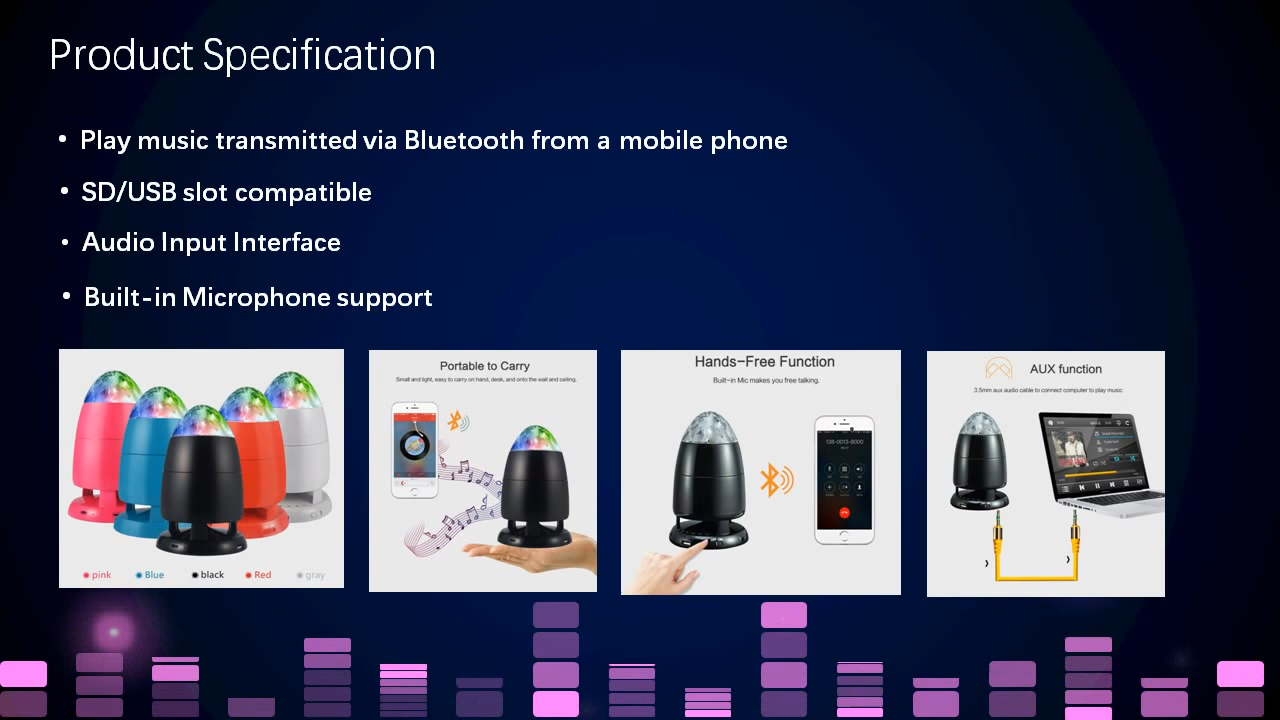 Product Specification
• Play music transmitted via Bluetooth from a mobile phone
• SD/USB slot compatible
• Audio Input Interface
• Built-in Microphone support
pink
Blue
black
Red
gray
Portable to Carry
Small and light, easy to carry on hand, desk, and onto the wall and ceiling.
Hands-Free Function
Built-in Mic makes you free talking.
138-0013-8000
AUX function
3.5mm aux audio cable to connect computer to play music